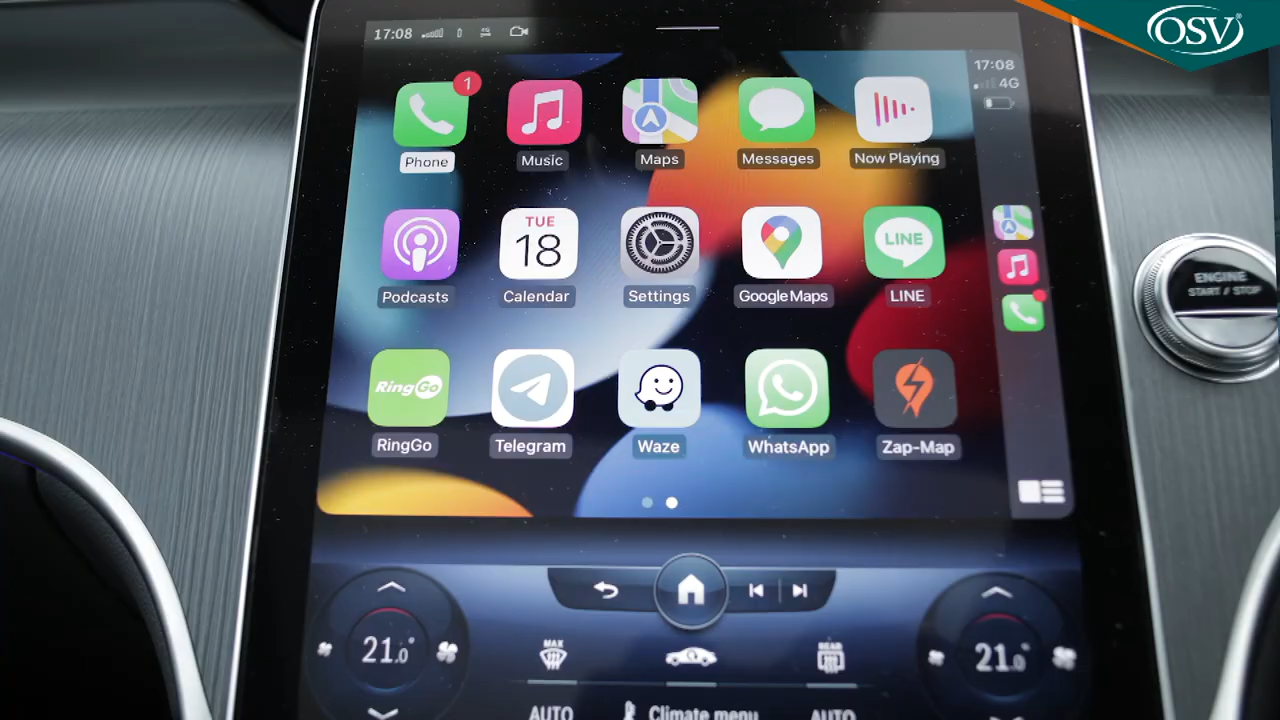 OSV
17:08
17:08
4G
1
Phone
Music
Maps
Messages
Now Playing
TUE
18
LINE
Podcasts
Calendar
Settings
Google Maps
LINE
ENGINE
START / STOP
RingGo
RingGo
Telegram
Waze
WhatsApp
Zap-Map
21.0°
MAX
REAR
21.0°
AUTO
Climate menu
AUTO